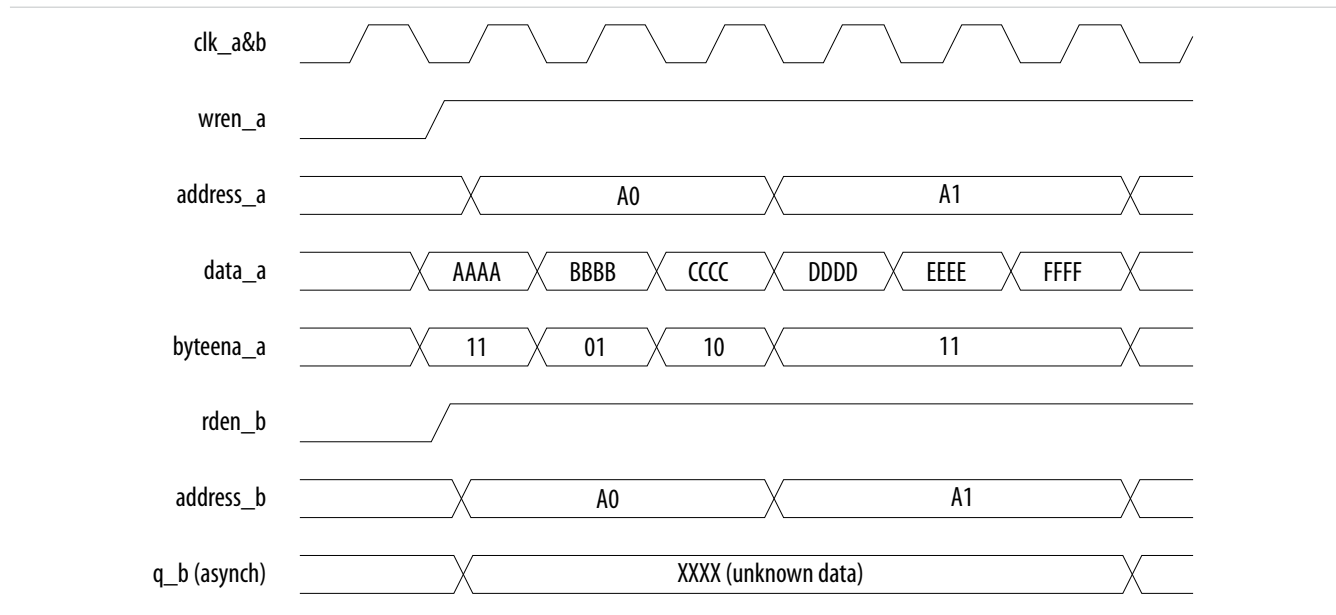 clk_a&b
wren_a
address_a A0 A1
data_a AAAA BBBB CCCC DDDD EEEE FFFF
byteena_a 11 01 10 11
rden_b
address_b A0 A1
q_b (asynch) XXXX (unknown data)